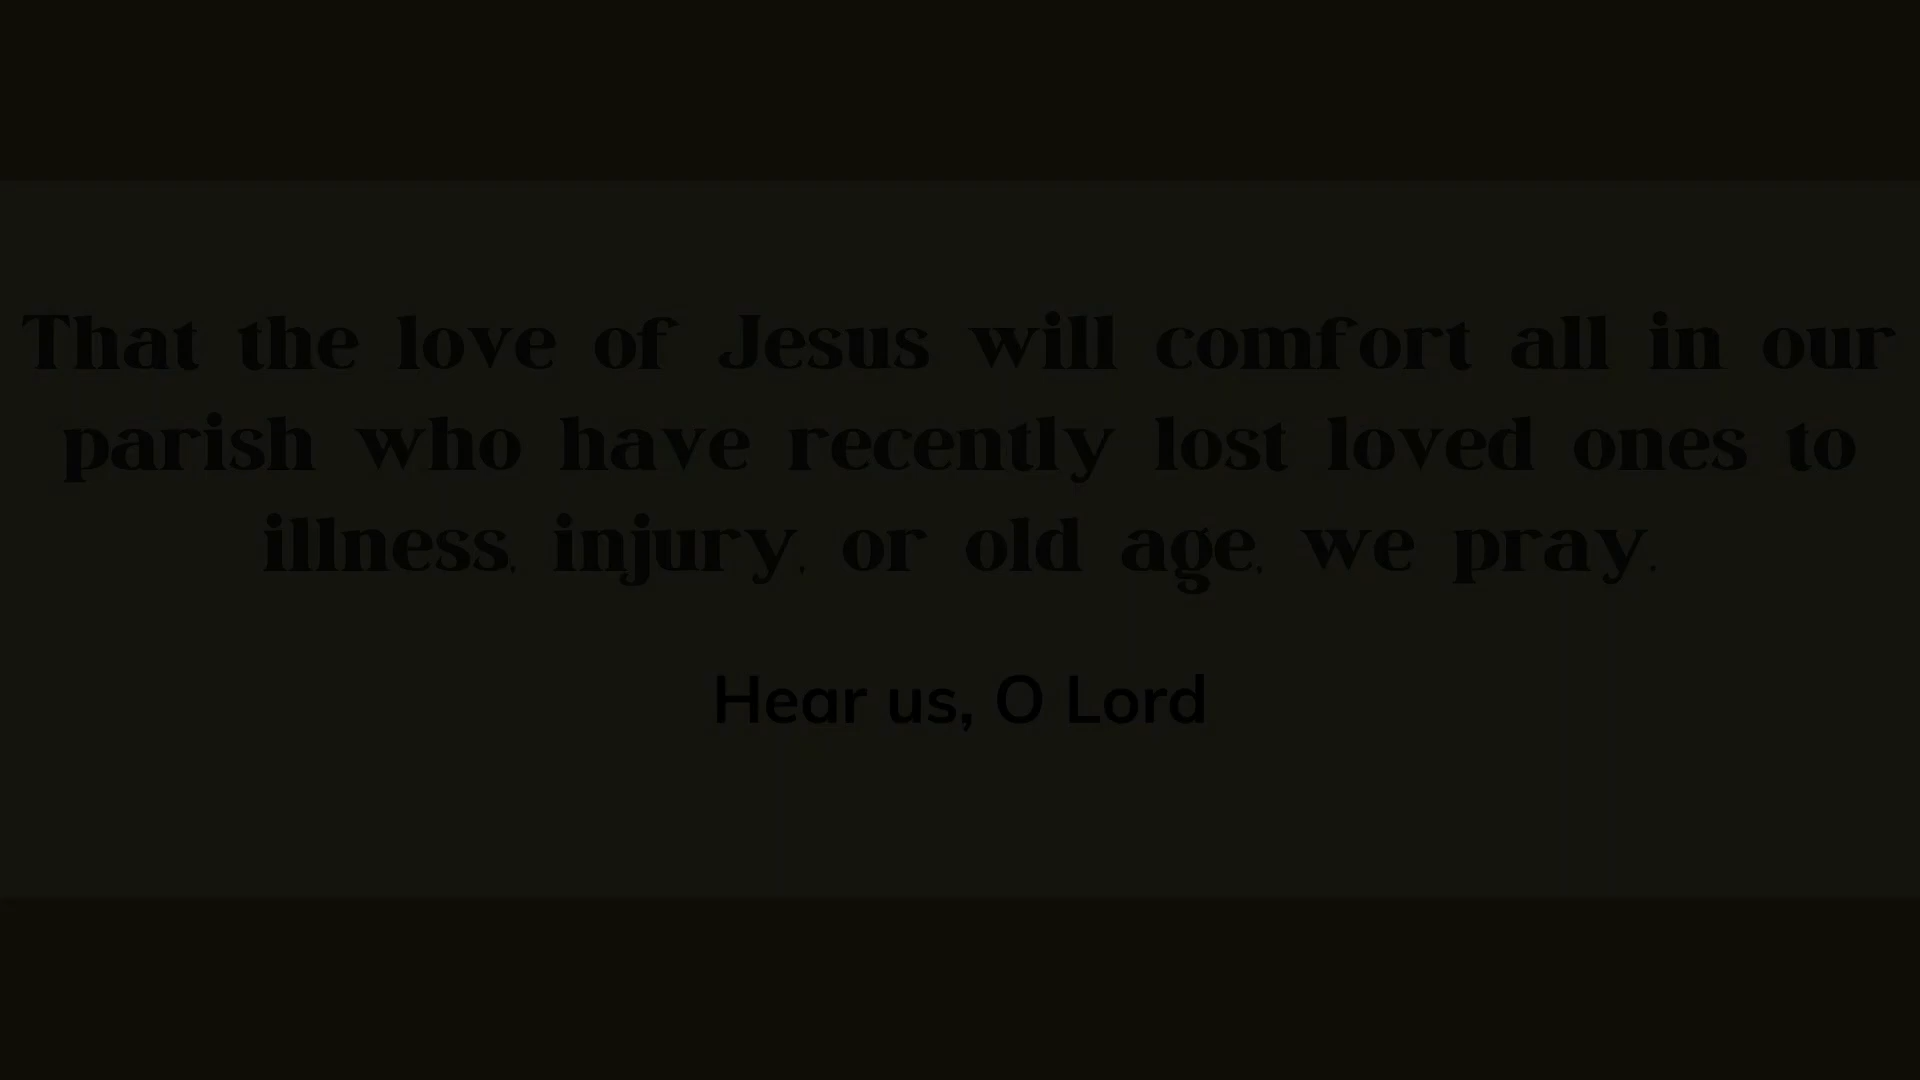 That the love of Jesus will comfort all in our
parish who have recently lost loved ones to
illness, injury, or old age, we pray.
Hear us, O Lord